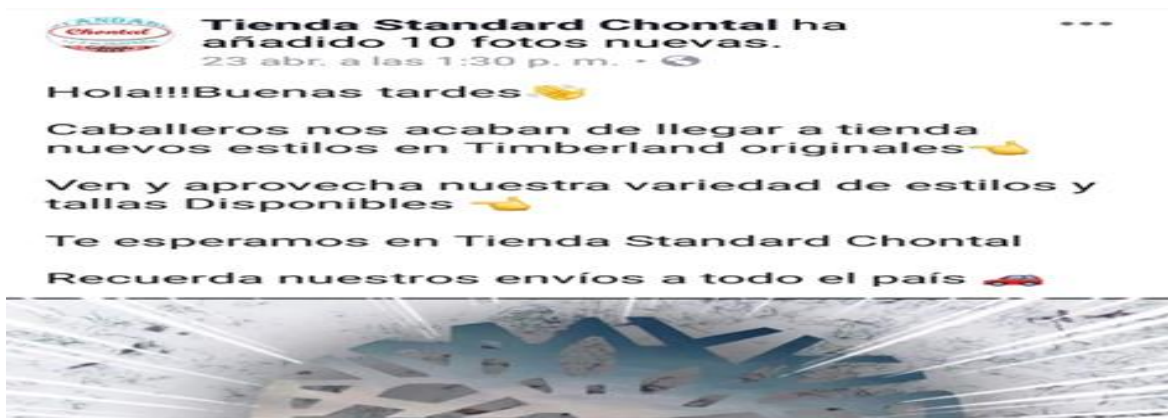 Chontal
Tienda Standard Chontal ha
añadido 10 fotos nuevas.
23 abr. a las 1:30 p. m. •
Hola!!!Buenas tardes👋
Caballeros nos acaban de llegar a tienda
nuevos estilos en Timberland originales👈
Ven y aprovecha nuestra variedad de estilos y
tallas Disponibles 👈
Te esperamos en Tienda Standard Chontal
Recuerda nuestros envíos a todo el país 🚗